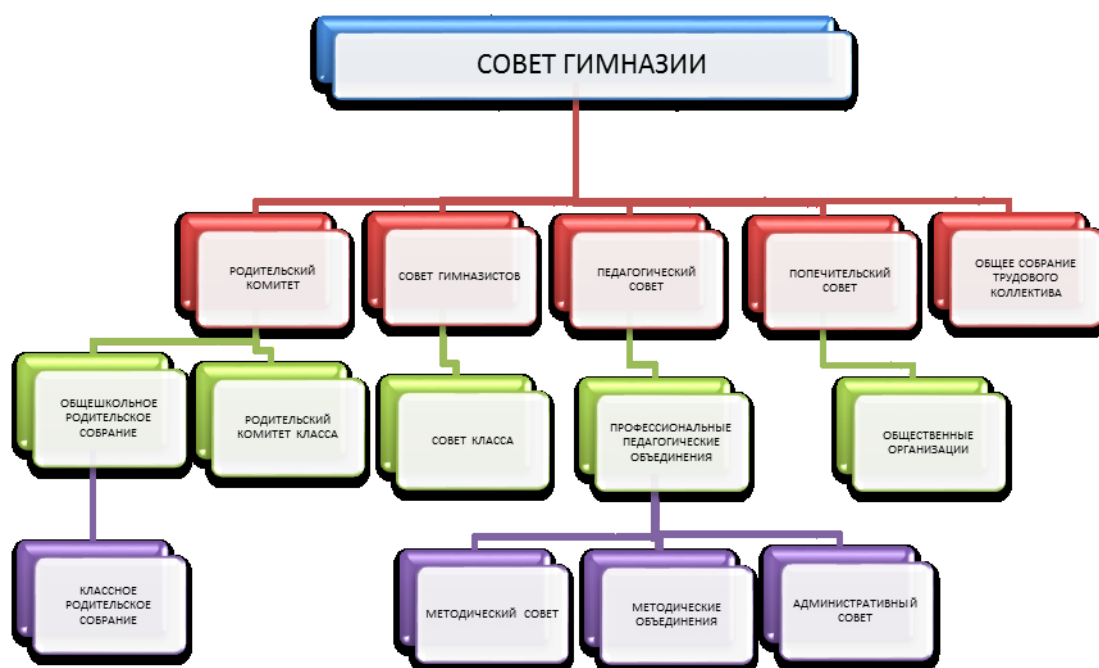 СОВЕТ ГИМНАЗИИ
РОДИТЕЛЬСКИЙ
КОМИТЕТ
СОВЕТ ГИМНАЗИСТОВ
ПЕДАГОГИЧЕСКИЙ
СОВЕТ
ПОПЕЧИТЕЛЬСКИЙ
СОВЕТ
ОБЩЕЕ СОБРАНИЕ
ТРУДОВОГО
КОЛЛЕКТИВА
ОБЩЕШКОЛЬНОЕ
РОДИТЕЛЬСКОЕ
СОБРАНИЕ
РОДИТЕЛЬСКИЙ
КОМИТЕТ КЛАССА
СОВЕТ КЛАССА
ПРОФЕССИОНАЛЬНЫЕ
ПЕДАГОГИЧЕСКИЕ
ОБЪЕДИНЕНИЯ
ОБЩЕСТВЕННЫЕ
ОРГАНИЗАЦИИ
КЛАССНОЕ
РОДИТЕЛЬСКОЕ
СОБРАНИЕ
МЕТОДИЧЕСКИЙ СОВЕТ
МЕТОДИЧЕСКИЕ
ОБЪЕДИНЕНИЯ
АДМИНИСТРАТИВНЫЙ
СОВЕТ